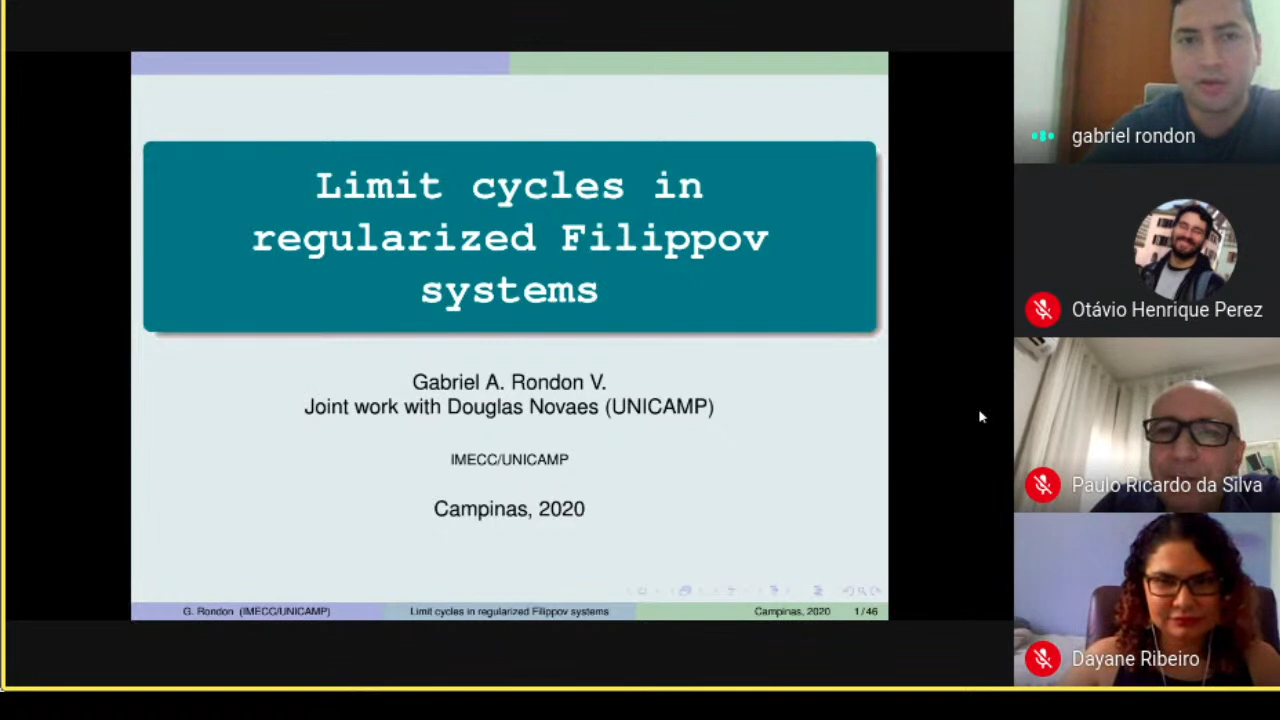 Limit cycles in
regularized Filippov
systems
Gabriel A. Rondon V.
Joint work with Douglas Novaes (UNICAMP)
IMECC/UNICAMP
Campinas, 2020
G. Rondon (IMECC/UNICAMP)
Limit cycles in regularized Filippov systems
Campinas, 2020
1/46
gabriel rondon
Otávio Henrique Perez
Paulo Ricardo da Silva
Dayane Ribeiro